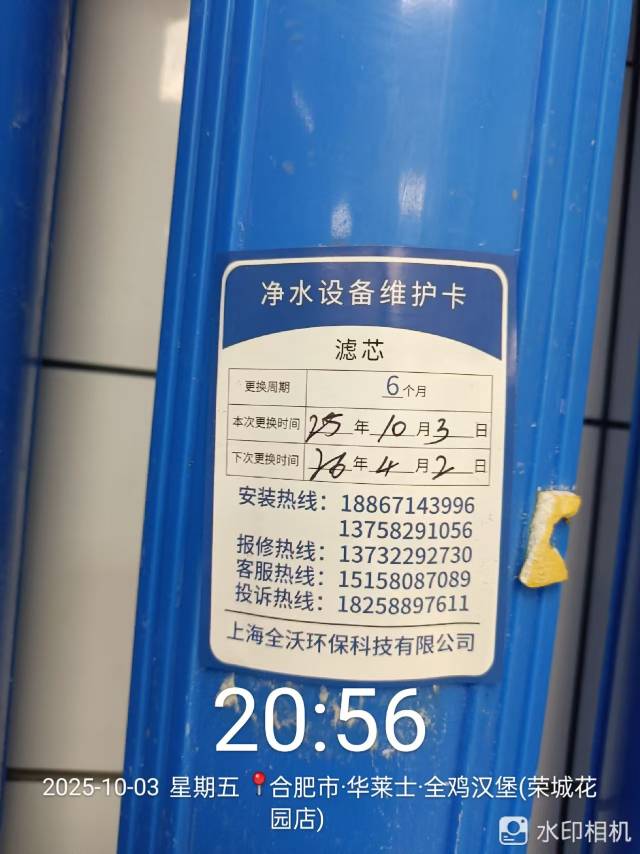 净水设备维护卡
滤芯
更换周期 6个月
本次更换时间 25年10月3日
下次更换时间 26年4月2日
安装热线：18867143996
13758291056
报修热线：13732292730
客服热线：15158087089
投诉热线：18258897611
上海全沃环保科技有限公司
20:56
2025-10-03 星期五 合肥市·华莱士·全鸡汉堡(荣城花
园店)
水印相机